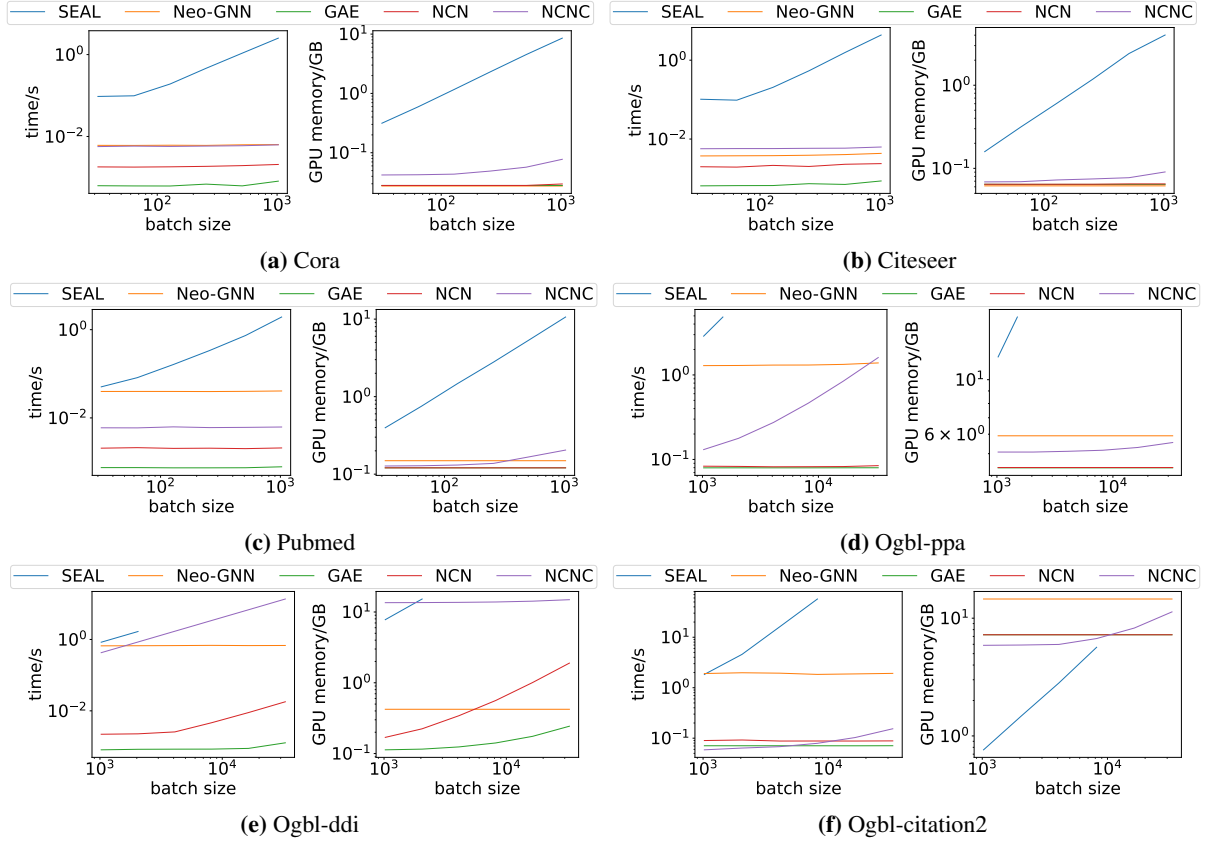 SEAL Neo-GNN GAE NCN NCNC
SEAL Neo-GNN GAE NCN NCNC
10^0
10^-2
time/s
10^2
10^3
batch size
10^1
10^0
10^-1
GPU memory/GB
10^2
10^3
batch size
10^0
10^-2
time/s
10^2
10^3
batch size
10^0
10^-1
GPU memory/GB
10^2
10^3
batch size
(a) Cora
(b) Citeseer
SEAL Neo-GNN GAE NCN NCNC
SEAL Neo-GNN GAE NCN NCNC
10^0
10^-2
time/s
10^2
10^3
batch size
10^1
10^0
10^-1
GPU memory/GB
10^2
10^3
batch size
10^0
10^-1
time/s
10^3
10^4
batch size
10^1
6 × 10^0
GPU memory/GB
10^3
10^4
batch size
(c) Pubmed
(d) Ogbl-ppa
SEAL Neo-GNN GAE NCN NCNC
SEAL Neo-GNN GAE NCN NCNC
10^0
10^-2
time/s
10^3
10^4
batch size
10^1
10^0
10^-1
GPU memory/GB
10^3
10^4
batch size
10^1
10^0
10^-1
time/s
10^3
10^4
batch size
10^1
10^0
GPU memory/GB
10^3
10^4
batch size
(e) Ogbl-ddi
(f) Ogbl-citation2